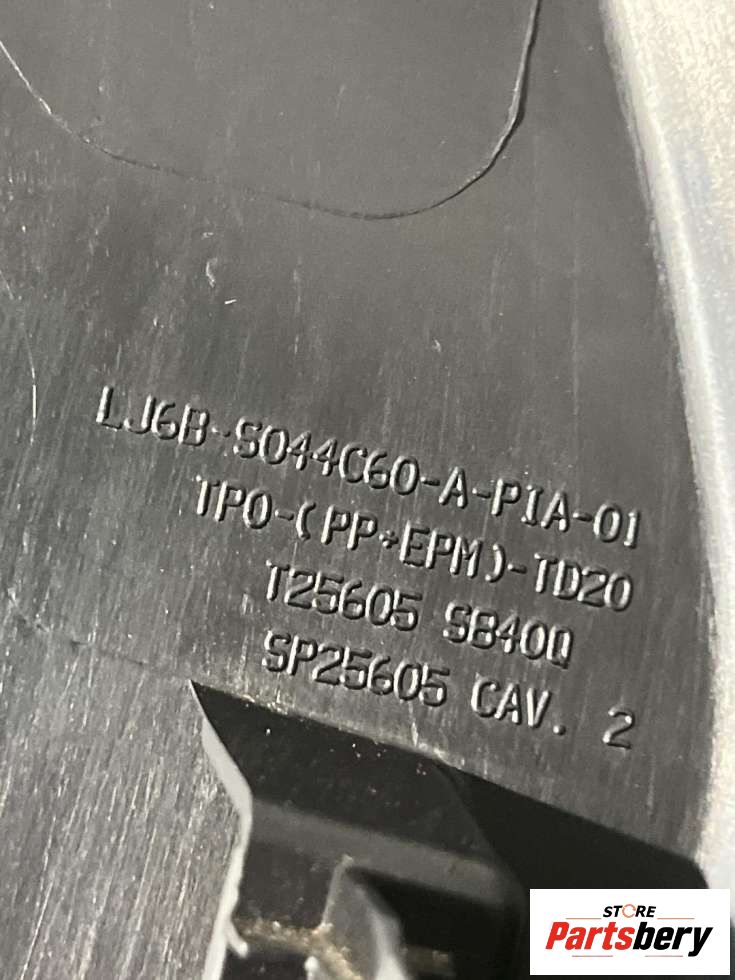 LJ6B-S044C60-A-PIA-01
TPO-(PP+EPM)-TD20
T25605 SB40Q
SP25605 CAV. 2
STORE
Partsbery